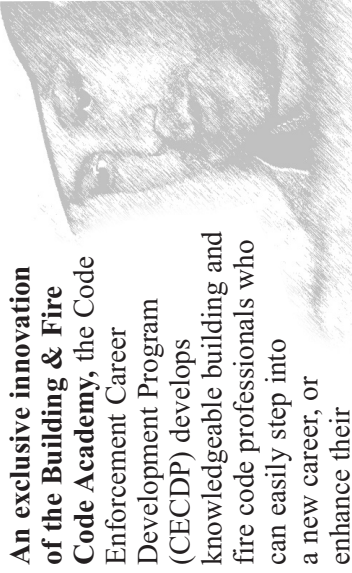 An exclusive innovation
of the Building & Fire
Code Academy, the Code
Enforcement Career
Development Program
(CECDP) develops
knowledgeable building and
fire code professionals who
can easily step into
a new career, or
enhance their